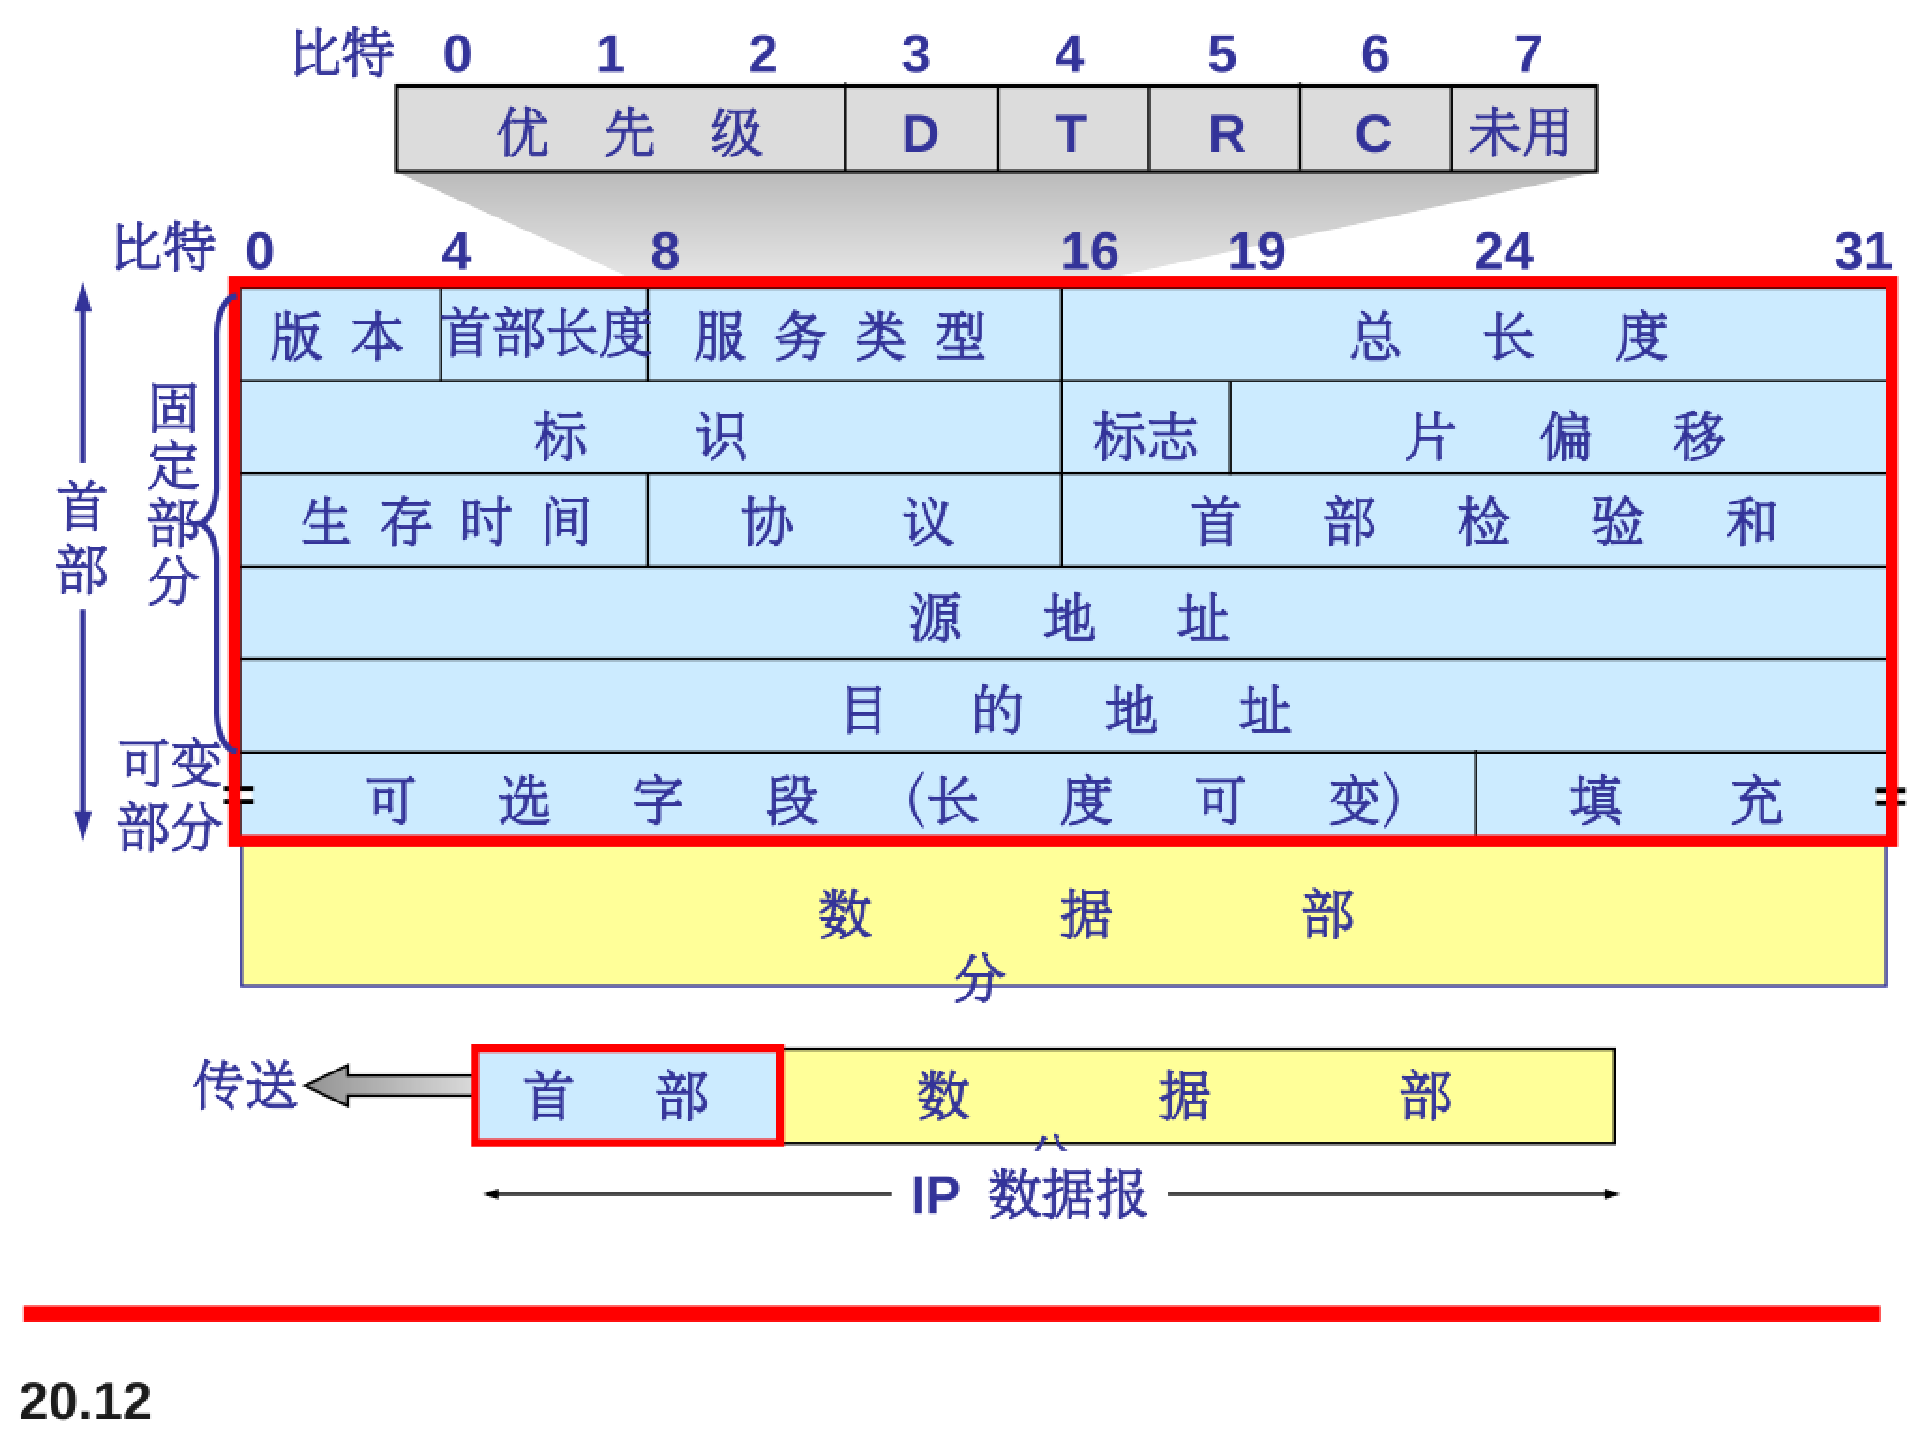 比特 0 1 2 3 4 5 6 7
优 先 级 D T R C 未用
比特 0 4 8 16 19 24 31
版 本 首部长度 服 务 类 型 总 长 度
标 识 标志 片 偏 移
生 存 时 间 协 议 首 部 检 验 和
源 地 址
目 的 地 址
可 选 字 段 (长 度 可 变) 填 充
首部
固定部分
可变
部分
数 据 部
分
传送 首 部 数 据 部
IP 数据报
20.12